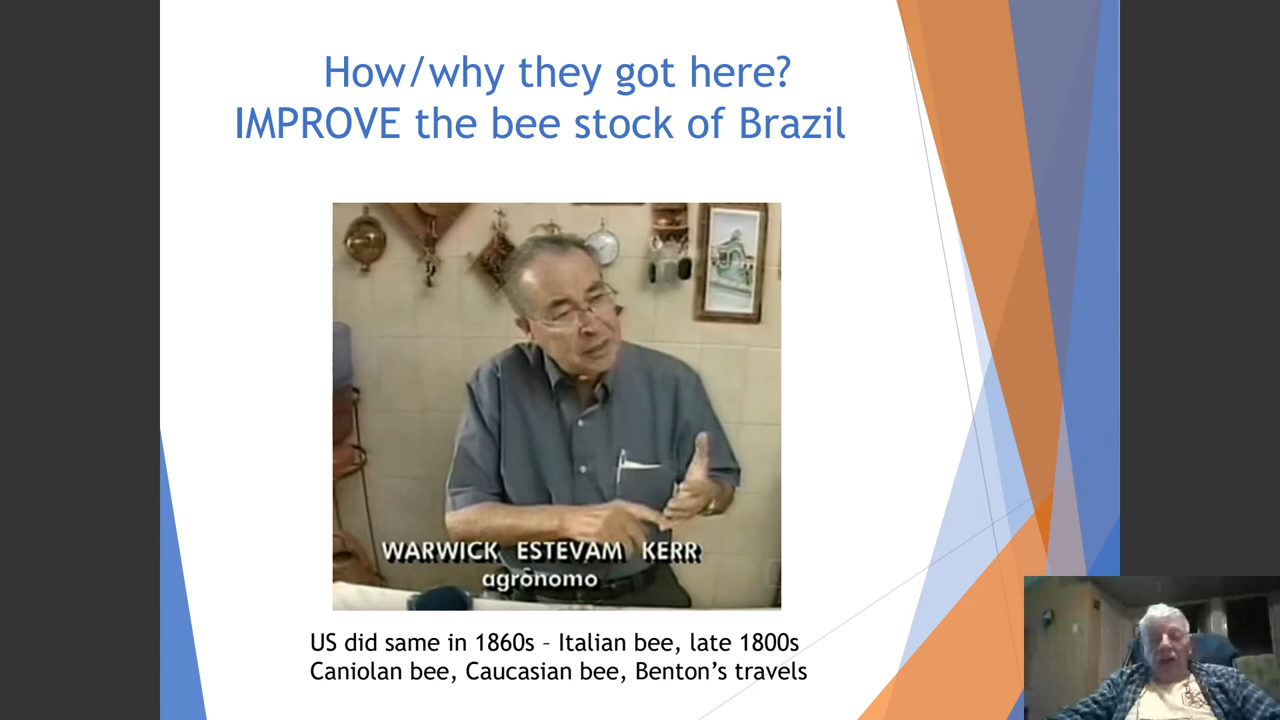 How/why they got here?
IMPROVE the bee stock of Brazil
WARWICK ESTEVAM KERR
agrônomo
US did same in 1860s – Italian bee, late 1800s
Caniolan bee, Caucasian bee, Benton’s travels